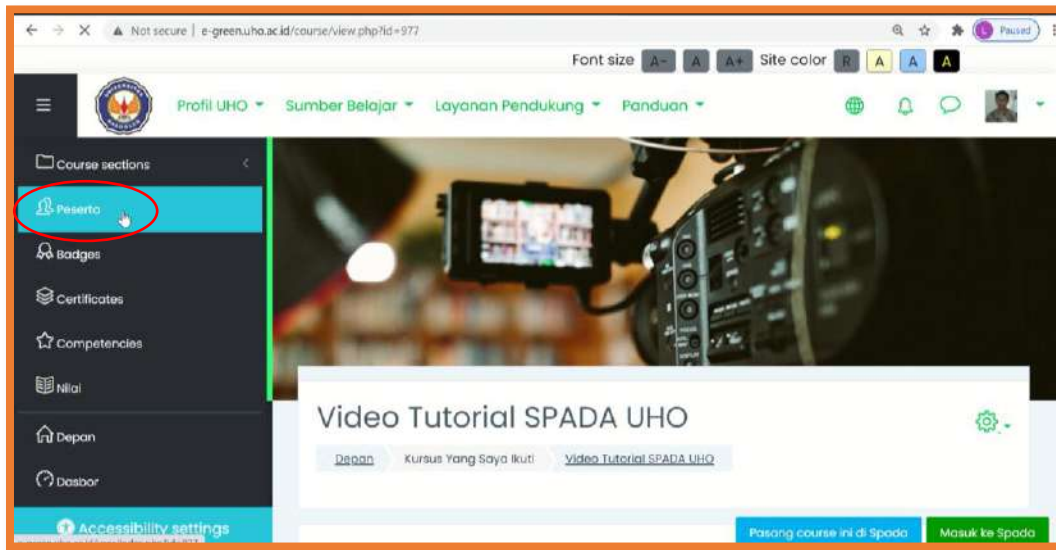 Not secure | e-green.uho.ac.id/course/view.php?id=977
Paused
Font size A- A A+ Site color R A A A
Profil UHO Sumber Belajar Layanan Pendukung Panduan
Course sections
Peserta
Badges
Certificates
Competencies
Nilai
Depan
Dasbor
Accessibility settings
Video Tutorial SPADA UHO
Depan Kursus Yang Saya Ikuti Video Tutorial SPADA UHO
Pasang course ini di Spada Masuk ke Spada